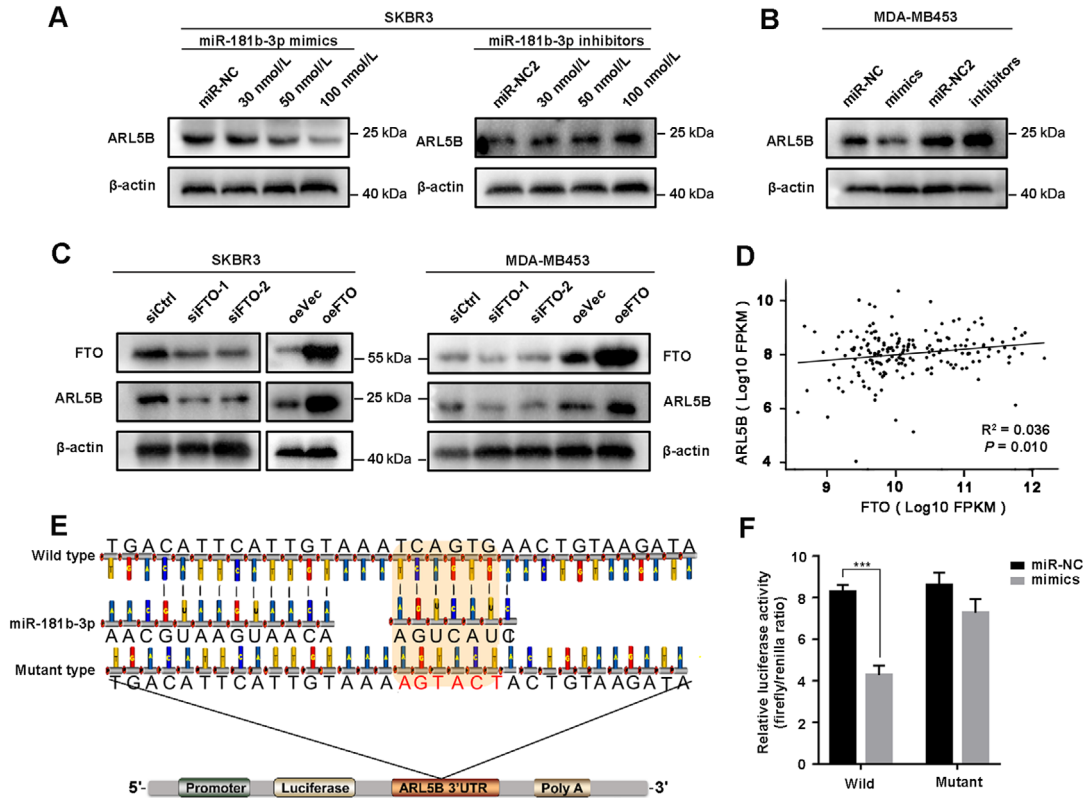 A
SKBR3
miR-181b-3p mimics
miR-181b-3p inhibitors
miR-NC
30 nmol/L
50 nmol/L
100 nmol/L
miR-NC2
30 nmol/L
50 nmol/L
100 nmol/L
ARL5B
25 kDa
ARL5B
25 kDa
β-actin
40 kDa
β-actin
40 kDa
B
MDA-MB453
miR-NC
mimics
miR-NC2
inhibitors
ARL5B
25 kDa
β-actin
40 kDa
C
SKBR3
MDA-MB453
siCtrl
siFTO-1
siFTO-2
oeVec
oeFTO
siCtrl
siFTO-1
siFTO-2
oeVec
oeFTO
FTO
55 kDa
FTO
ARL5B
25 kDa
ARL5B
β-actin
40 kDa
β-actin
D
ARL5B ( Log10 FPKM )
10
8
6
4
R² = 0.036
P = 0.010
9 10 11 12
FTO ( Log10 FPKM )
E
TGACATTCATTGTAAATCAGTGAACTGTAAGATA
Wild type
miR-181b-3p
AACGUAAGUAACA AGUCAUC
Mutant type
TGACATTCATTGTAAAAGTACTACTGTAAGATA
5'- Promoter Luciferase ARL5B 3'UTR Poly A -3'
F
Relative luciferase activity
(firefly/renilla ratio)
10
8
6
4
2
0
***
miR-NC
mimics
Wild Mutant